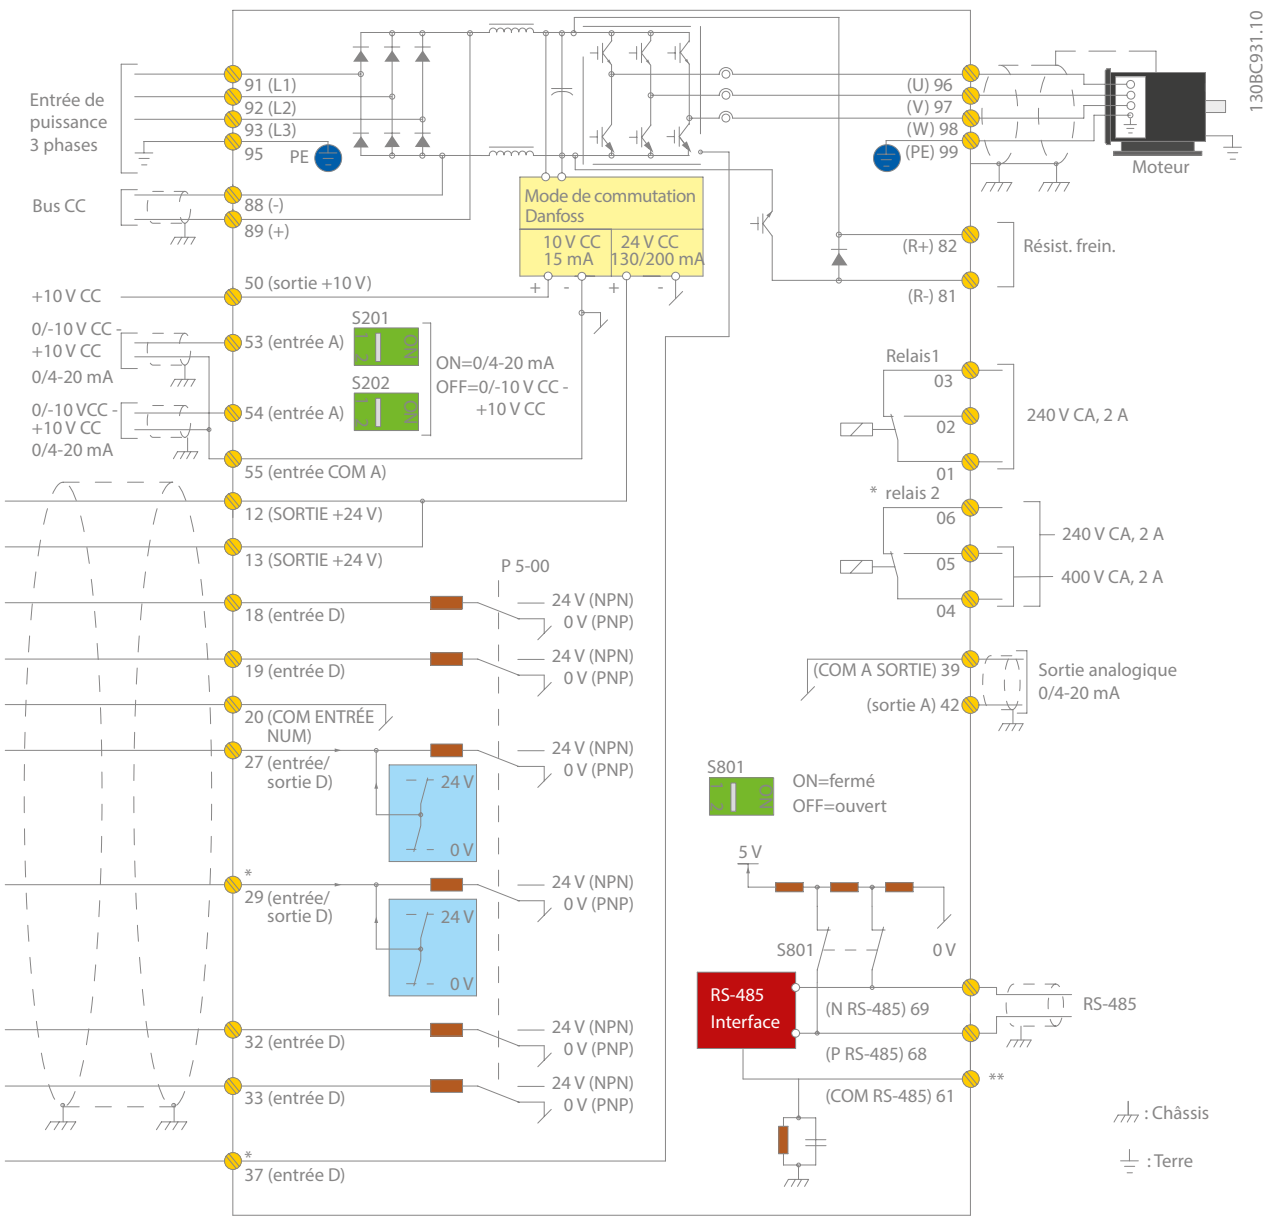 130BC931.10
Entrée de
puissance
3 phases
91 (L1)
92 (L2)
93 (L3)
95
PE
Bus CC
88 (-)
89 (+)
Mode de commutation
Danfoss
10 V CC
15 mA
24 V CC
130/200 mA
+ - + -
(U) 96
(V) 97
(W) 98
(PE) 99
Moteur
(R+) 82
Résist. frein.
(R-) 81
+10 V CC
50 (sortie +10 V)
0/-10 V CC -
+10 V CC
0/4-20 mA
53 (entrée A)
S201
1 2
ON
ON=0/4-20 mA
OFF=0/-10 V CC -
+10 V CC
0/-10 VCC -
+10 V CC
0/4-20 mA
54 (entrée A)
S202
1 2
ON
55 (entrée COM A)
Relais1
03
02
01
240 V CA, 2 A
* relais 2
06
05
04
240 V CA, 2 A
400 V CA, 2 A
12 (SORTIE +24 V)
13 (SORTIE +24 V)
P 5-00
18 (entrée D)
24 V (NPN)
0 V (PNP)
19 (entrée D)
24 V (NPN)
0 V (PNP)
20 (COM ENTRÉE
NUM)
27 (entrée/
sortie D)
24 V (NPN)
0 V (PNP)
24 V
0 V
*
29 (entrée/
sortie D)
24 V (NPN)
0 V (PNP)
24 V
0 V
32 (entrée D)
24 V (NPN)
0 V (PNP)
33 (entrée D)
24 V (NPN)
0 V (PNP)
*
37 (entrée D)
(COM A SORTIE) 39
(sortie A) 42
Sortie analogique
0/4-20 mA
S801
1 2
ON
ON=fermé
OFF=ouvert
5 V
S801
0 V
RS-485
Interface
(N RS-485) 69
(P RS-485) 68
(COM RS-485) 61
RS-485
**
: Châssis
: Terre